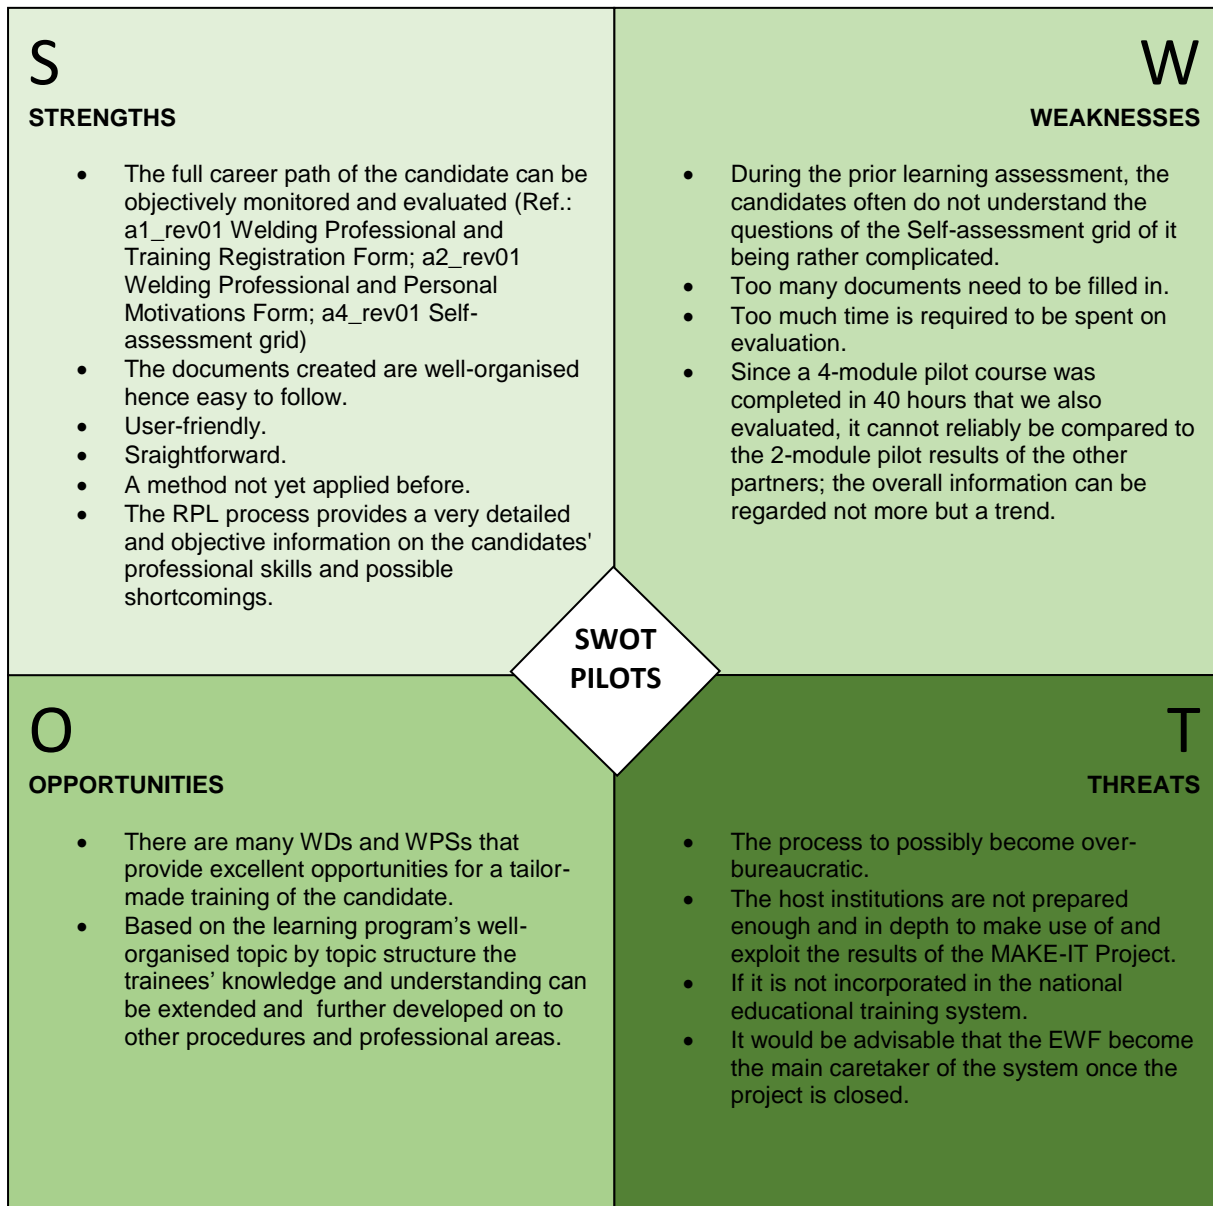 S
STRENGTHS
• The full career path of the candidate can be
objectively monitored and evaluated (Ref.:
a1_rev01 Welding Professional and
Training Registration Form; a2_rev01
Welding Professional and Personal
Motivations Form; a4_rev01 Self-
assessment grid)
• The documents created are well-organised
hence easy to follow.
• User-friendly.
• Sraightforward.
• A method not yet applied before.
• The RPL process provides a very detailed
and objective information on the candidates'
professional skills and possible
shortcomings.
W
WEAKNESSES
• During the prior learning assessment, the
candidates often do not understand the
questions of the Self-assessment grid of it
being rather complicated.
• Too many documents need to be filled in.
• Too much time is required to be spent on
evaluation.
• Since a 4-module pilot course was
completed in 40 hours that we also
evaluated, it cannot reliably be compared to
the 2-module pilot results of the other
partners; the overall information can be
regarded not more but a trend.
SWOT
PILOTS
O
OPPORTUNITIES
• There are many WDs and WPSs that
provide excellent opportunities for a tailor-
made training of the candidate.
• Based on the learning program’s well-
organised topic by topic structure the
trainees’ knowledge and understanding can
be extended and  further developed on to
other procedures and professional areas.
T
THREATS
• The process to possibly become over-
bureaucratic.
• The host institutions are not prepared
enough and in depth to make use of and
exploit the results of the MAKE-IT Project.
• If it is not incorporated in the national
educational training system.
• It would be advisable that the EWF become
the main caretaker of the system once the
project is closed.